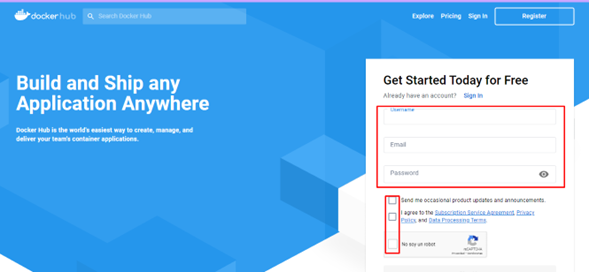 docker hub
Search Docker Hub
Explore Pricing Sign In Register
Build and Ship any
Application Anywhere
Docker Hub is the world's easiest way to create, manage, and
deliver your team's container applications.
Get Started Today for Free
Already have an account? Sign In
Username
Email
Password
Send me occasional product updates and announcements.
I agree to the Subscription Service Agreement, Privacy
Policy, and Data Processing Terms.
No soy un robot
reCAPTCHA